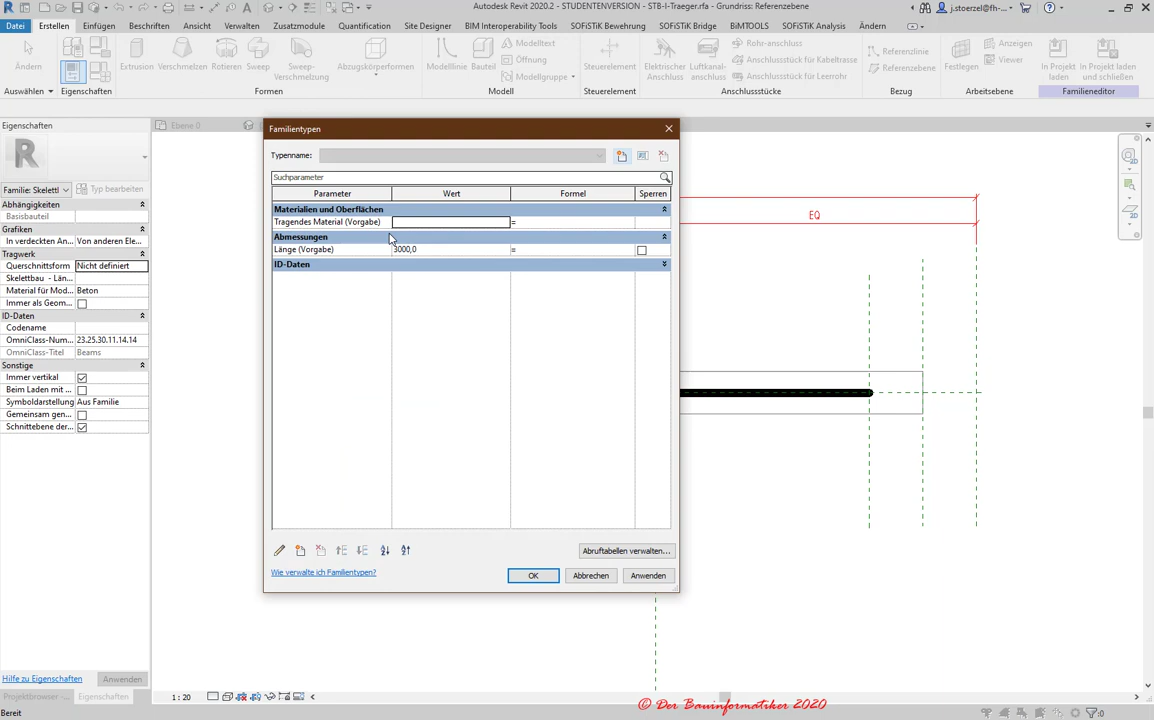 Autodesk Revit 2020.2 - STUDENTENVERSION - STB-I-Traeger.rfa - Grundriss: Referenzebene
j.stoerzel@fh-...
Datei Erstellen Einfügen Beschriften Ansicht Verwalten Zusatzmodule Quantification Site Designer BIM Interoperability Tools SOFiSTiK Bewehrung SOFiSTiK Bridge BiMTOOLS SOFiSTiK Analysis Ändern
Ändern
Extrusion Verschmelzen Rotieren Sweep Sweep-Verschmelzung Abzugskörperformen
Modelllinie Bauteil Modelltext Öffnung Modellgruppe
Steuerelement
Elektrischer Anschluss Luftkanal-anschluss Rohr-anschluss Anschlussstück für Kabeltrasse Anschlussstück für Leerrohr
Referenzlinie Referenzebene
Festlegen Anzeigen Viewer
In Projekt laden In Projekt laden und schließen
Auswählen Eigenschaften Formen Modell Steuerelement Anschlussstücke Bezug Arbeitsebene Familieneditor
Eigenschaften
Ebene 0
Familie: Skelettl
Typ bearbeiten
Abhängigkeiten
Basisbauteil
Grafiken
In verdeckten An... Von anderen Ele...
Tragwerk
Querschnittsform Nicht definiert
Skelettbau - Län...
Material für Mod... Beton
Immer als Geom...
ID-Daten
Codename
OmniClass-Num... 23.25.30.11.14.14
OmniClass-Titel Beams
Sonstige
Immer vertikal
Beim Laden mit ...
Symboldarstellung Aus Familie
Gemeinsam gen...
Schnittebene der...
Familientypen
Typenname:
Suchparameter
Parameter Wert Formel Sperren
Materialien und Oberflächen
Tragendes Material (Vorgabe) =
Abmessungen
Länge (Vorgabe) 3000,0 =
ID-Daten
Abruftabellen verwalten...
Wie verwalte ich Familientypen?
OK Abbrechen Anwenden
EQ
Hilfe zu Eigenschaften Anwenden
Projektbrowser -... Eigenschaften
1 : 20
© Der Bauinformatiker 2020
Bereit
:0